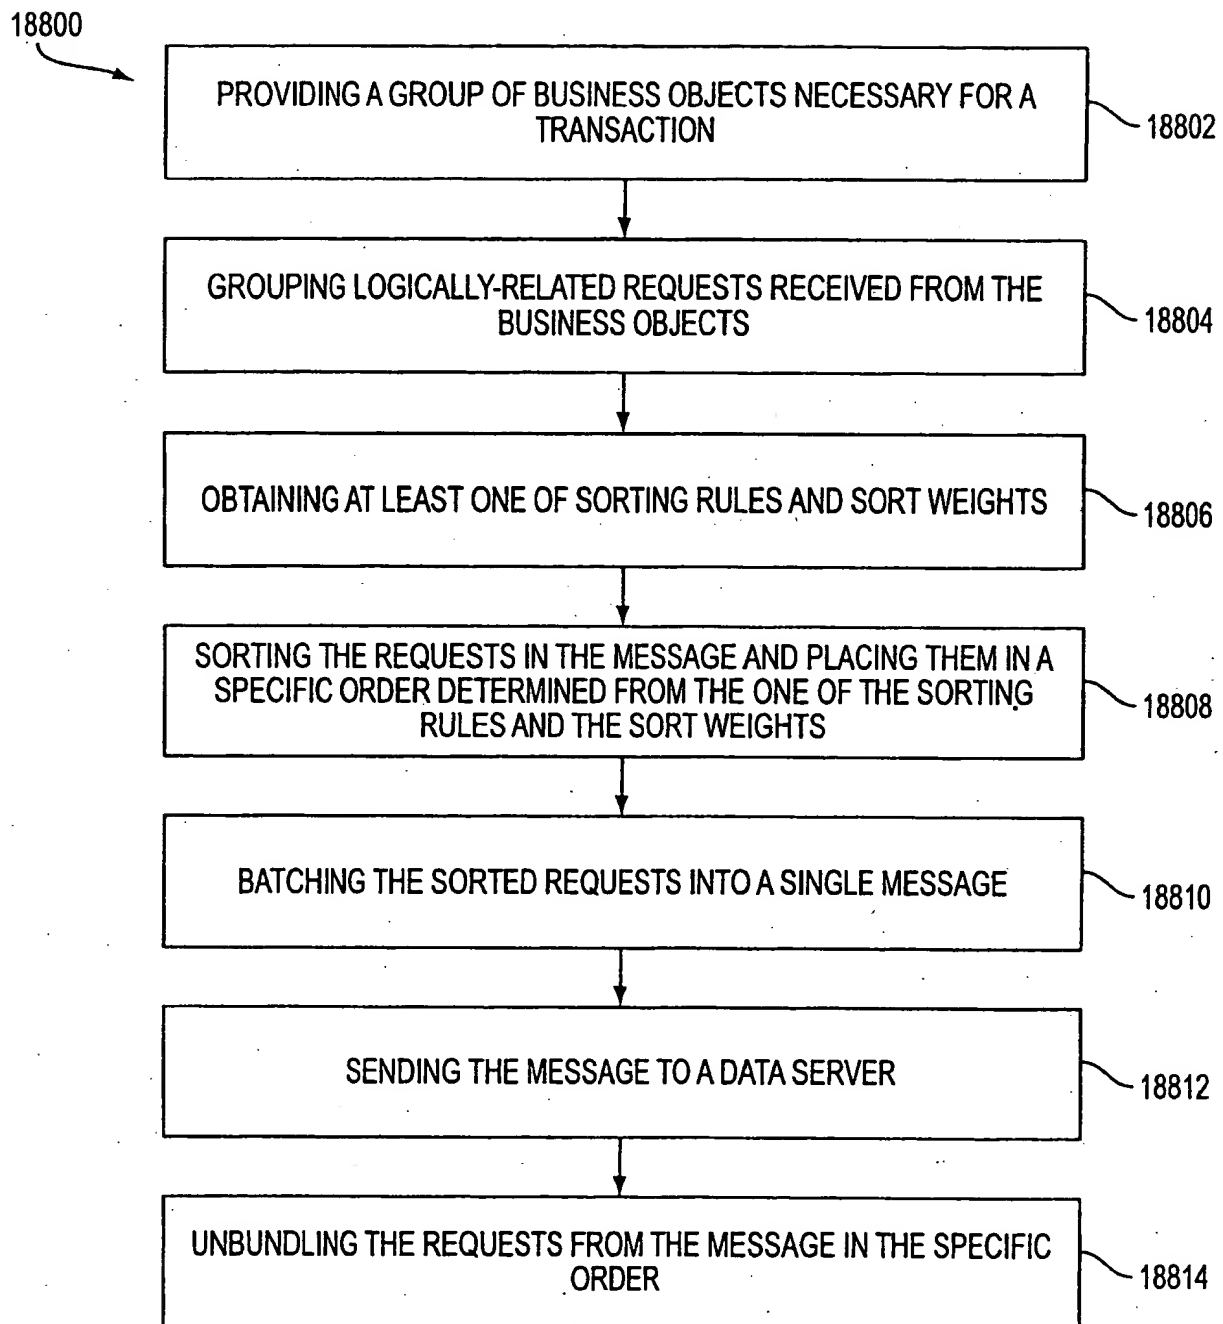 18800
PROVIDING A GROUP OF BUSINESS OBJECTS NECESSARY FOR A
TRANSACTION
18802
GROUPING LOGICALLY-RELATED REQUESTS RECEIVED FROM THE
BUSINESS OBJECTS
18804
OBTAINING AT LEAST ONE OF SORTING RULES AND SORT WEIGHTS
18806
SORTING THE REQUESTS IN THE MESSAGE AND PLACING THEM IN A
SPECIFIC ORDER DETERMINED FROM THE ONE OF THE SORTING
RULES AND THE SORT WEIGHTS
18808
BATCHING THE SORTED REQUESTS INTO A SINGLE MESSAGE
18810
SENDING THE MESSAGE TO A DATA SERVER
18812
UNBUNDLING THE REQUESTS FROM THE MESSAGE IN THE SPECIFIC
ORDER
18814